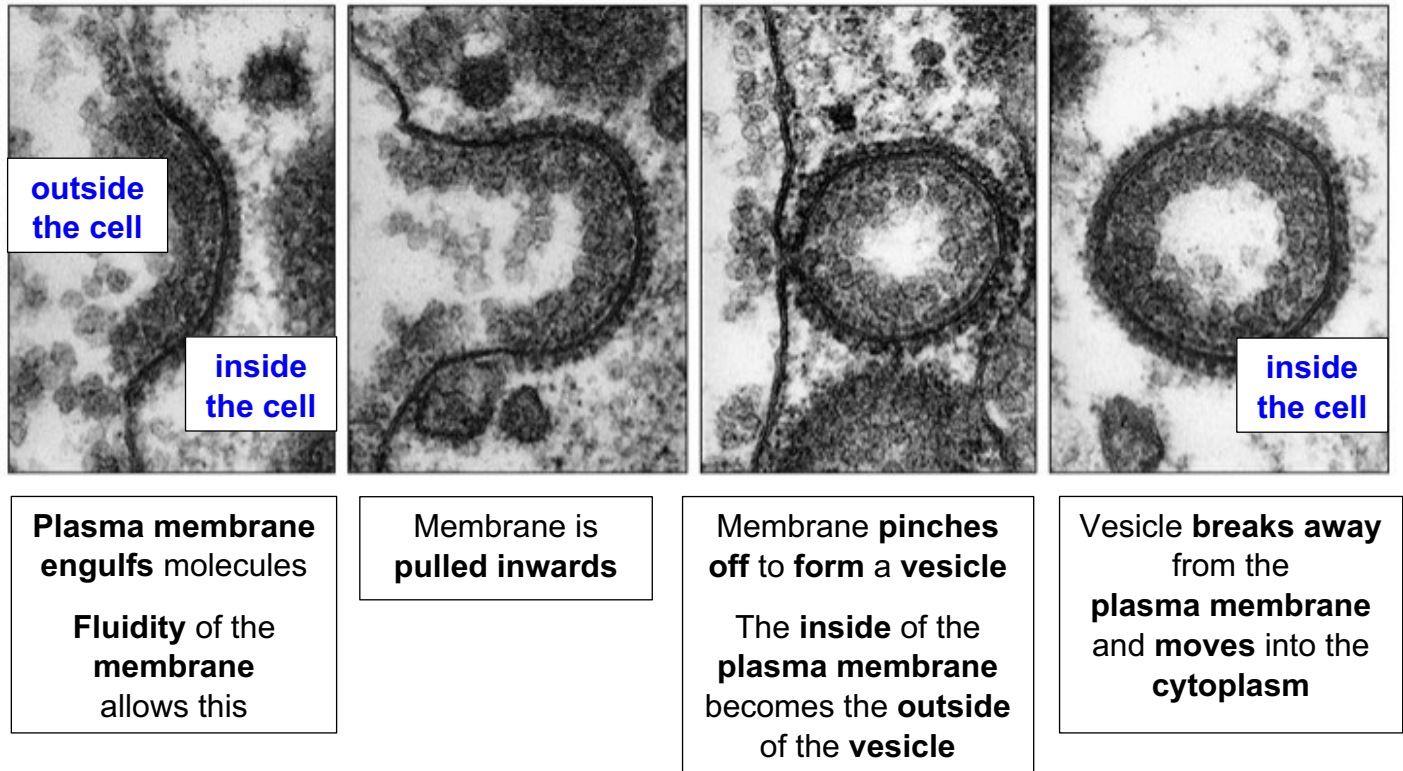 outside
the cell
inside
the cell
inside
the cell
Plasma membrane
engulfs molecules
Fluidity of the
membrane
allows this
Membrane is
pulled inwards
Membrane pinches
off to form a vesicle
The inside of the
plasma membrane
becomes the outside
of the vesicle
Vesicle breaks away
from the
plasma membrane
and moves into the
cytoplasm